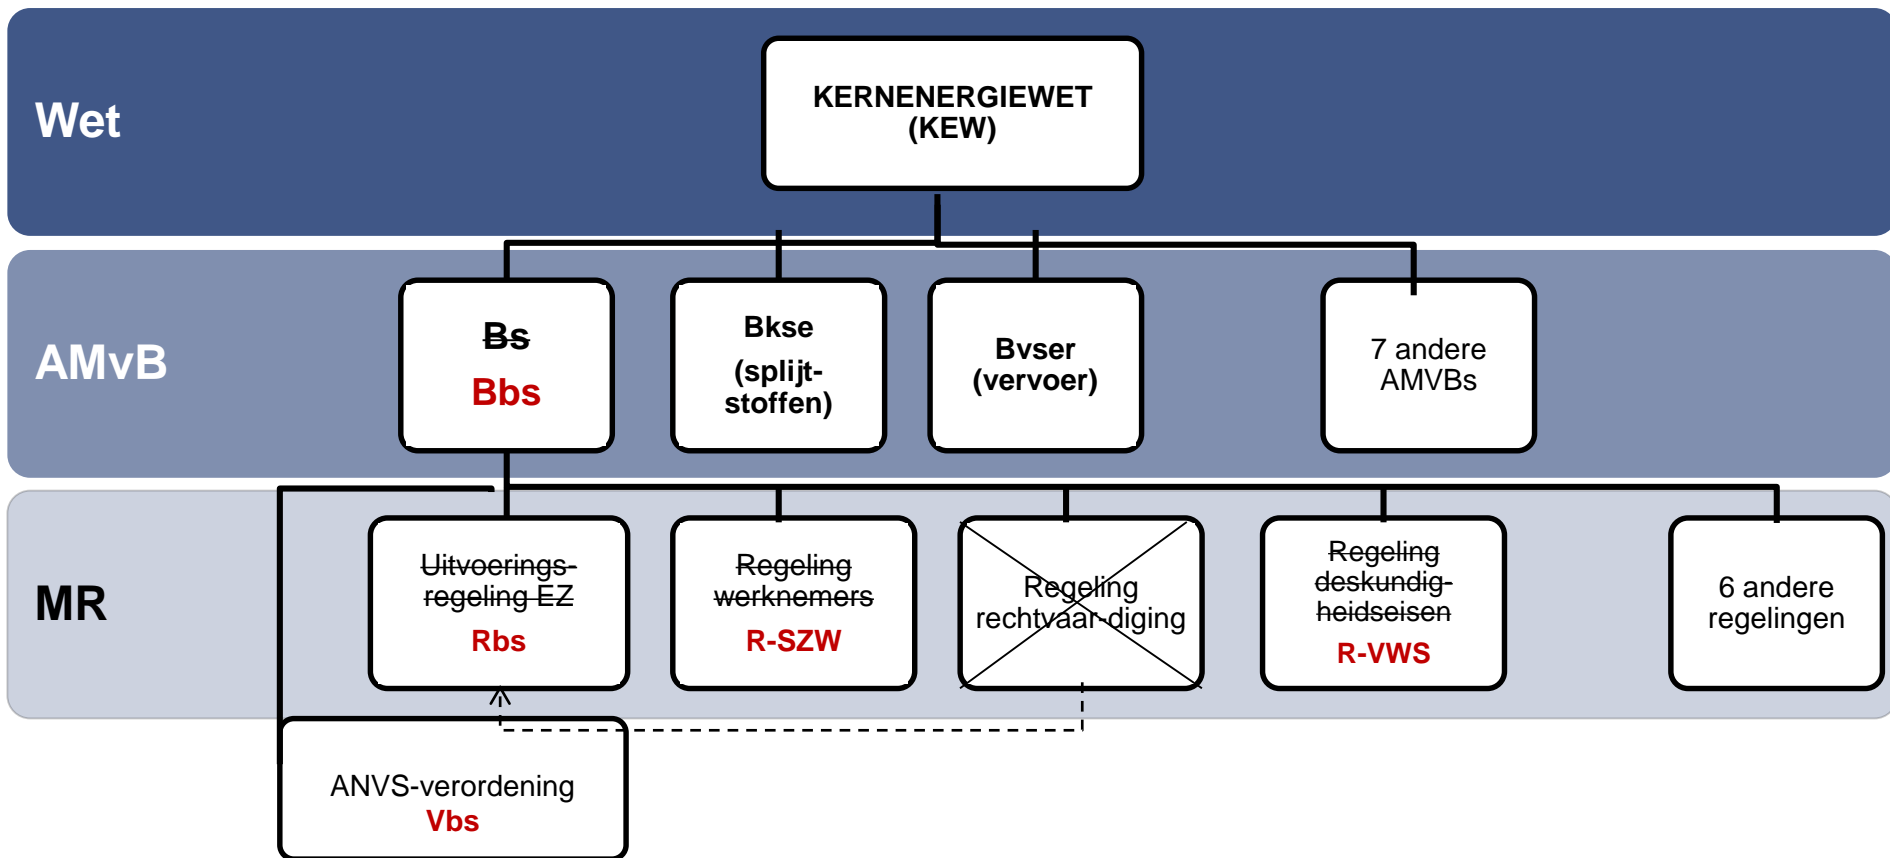 Wet
KERNENERGIEWET
(KEW)
AMvB
Bs
Bbs
Bkse
(splijt-
stoffen)
Bvser
(vervoer)
7 andere
AMVBs
MR
Uitvoerings-
regeling EZ
Rbs
Regeling
werknemers
R-SZW
Regeling
rechtvaar-diging
Regeling
deskundig-
heidseisen
R-VWS
6 andere
regelingen
ANVS-verordening
Vbs